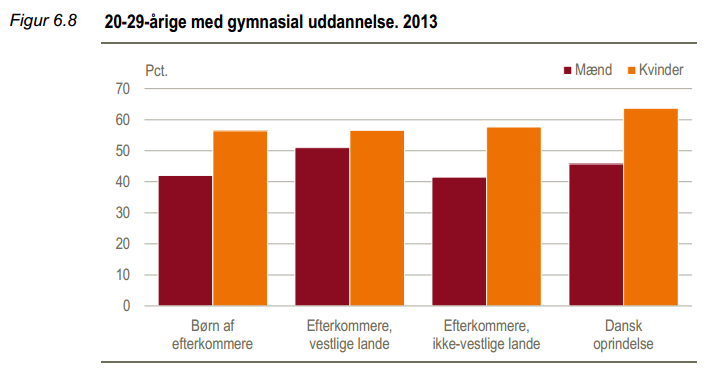 Figur 6.8
20-29-årige med gymnasial uddannelse. 2013
Pct.
Mænd
Kvinder
70
60
50
40
30
20
10
0
Børn af
efterkommere
Efterkommere,
vestlige lande
Efterkommere,
ikke-vestlige lande
Dansk
oprindelse